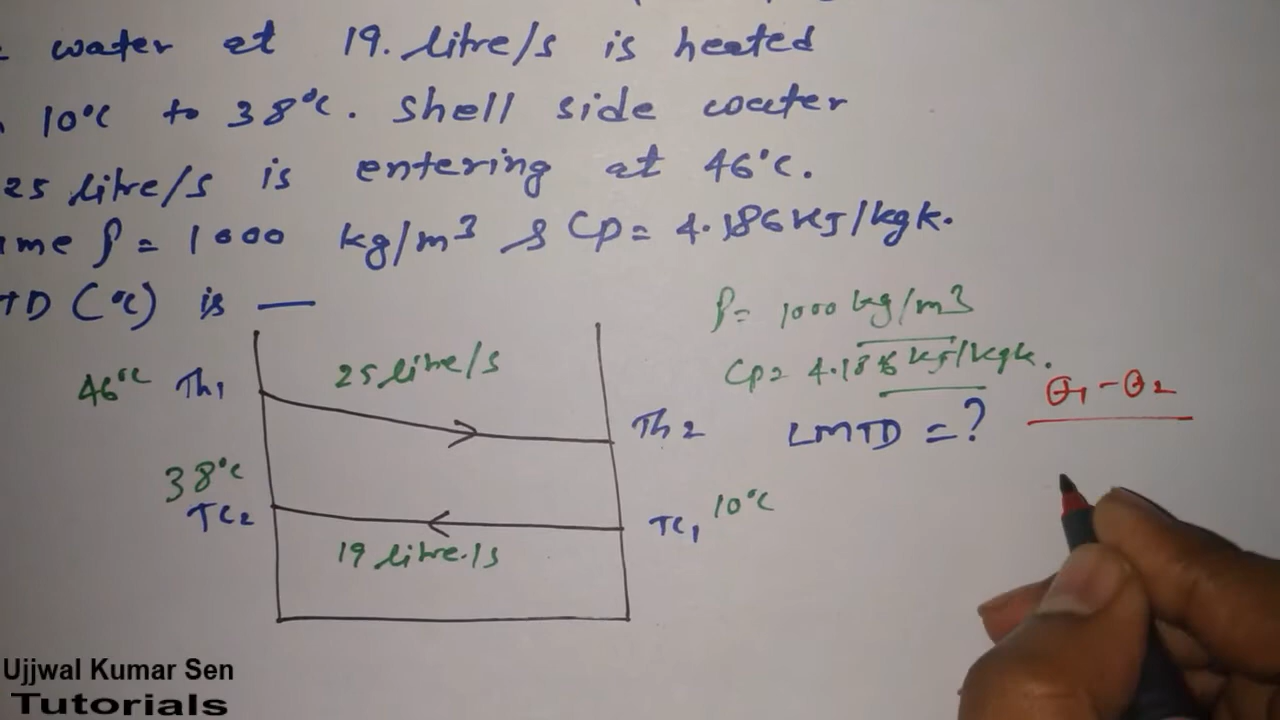 water at 19. litre/s is heated
10°c to 38°c. shell side water
25 litre/s is entering at 46°c.
ume ρ = 1000 kg/m3 & Cp = 4.186 KJ/kgk.
TD (°c) is —
ρ = 1000 kg/m3
Cp = 4.186 KJ/kgk.
46°c Th1 25 litre/s
Th2
LMTD = ?
θ1 - θ2
38°c
Tc2
Tc1 10°c
19 litre/s
Ujjwal Kumar Sen
Tutorials